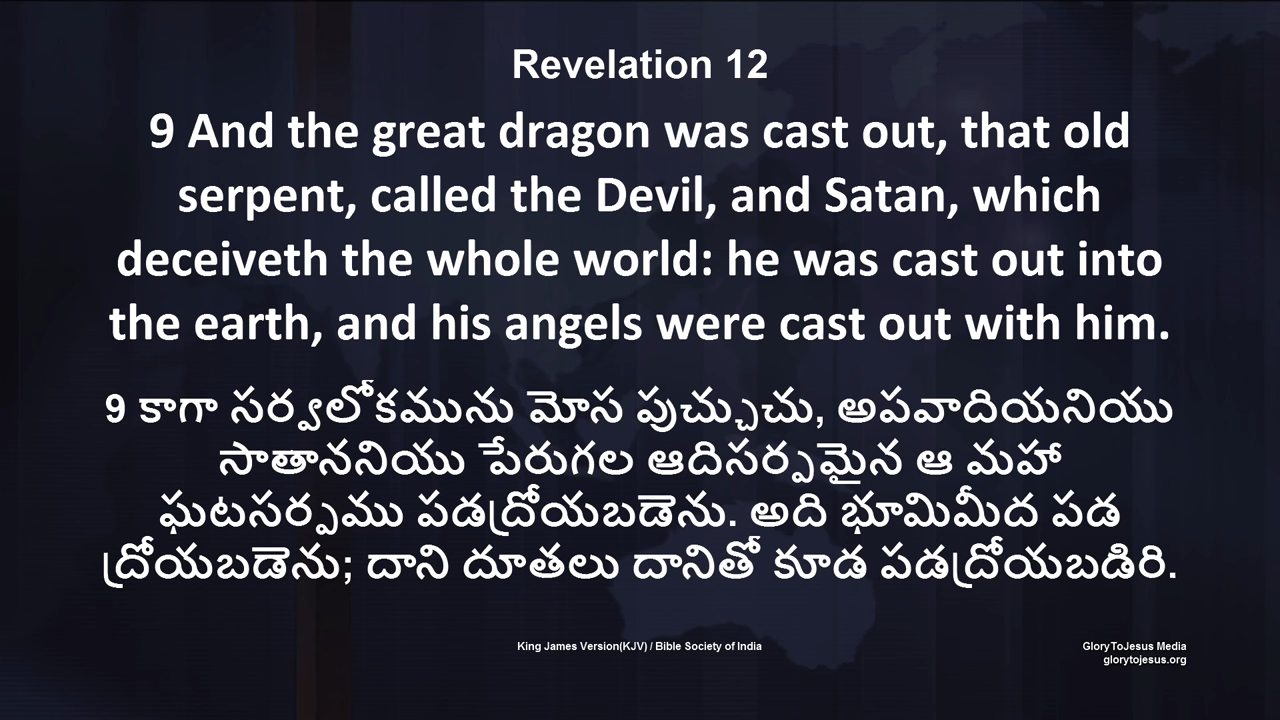 Revelation 12
9 And the great dragon was cast out, that old
serpent, called the Devil, and Satan, which
deceiveth the whole world: he was cast out into
the earth, and his angels were cast out with him.
9 కాగా సర్వలోకమును మోస పుచ్చుచు, అపవాదియనియు
సాతాననియు పేరుగల ఆదిసర్పమైన ఆ మహా
ఘటసర్పము పడద్రోయబడెను. అది భూమిమీద పడ
ద్రోయబడెను; దాని దూతలు దానితో కూడ పడద్రోయబడిరి.
King James Version(KJV) / Bible Society of India
GloryToJesus Media
glorytojesus.org